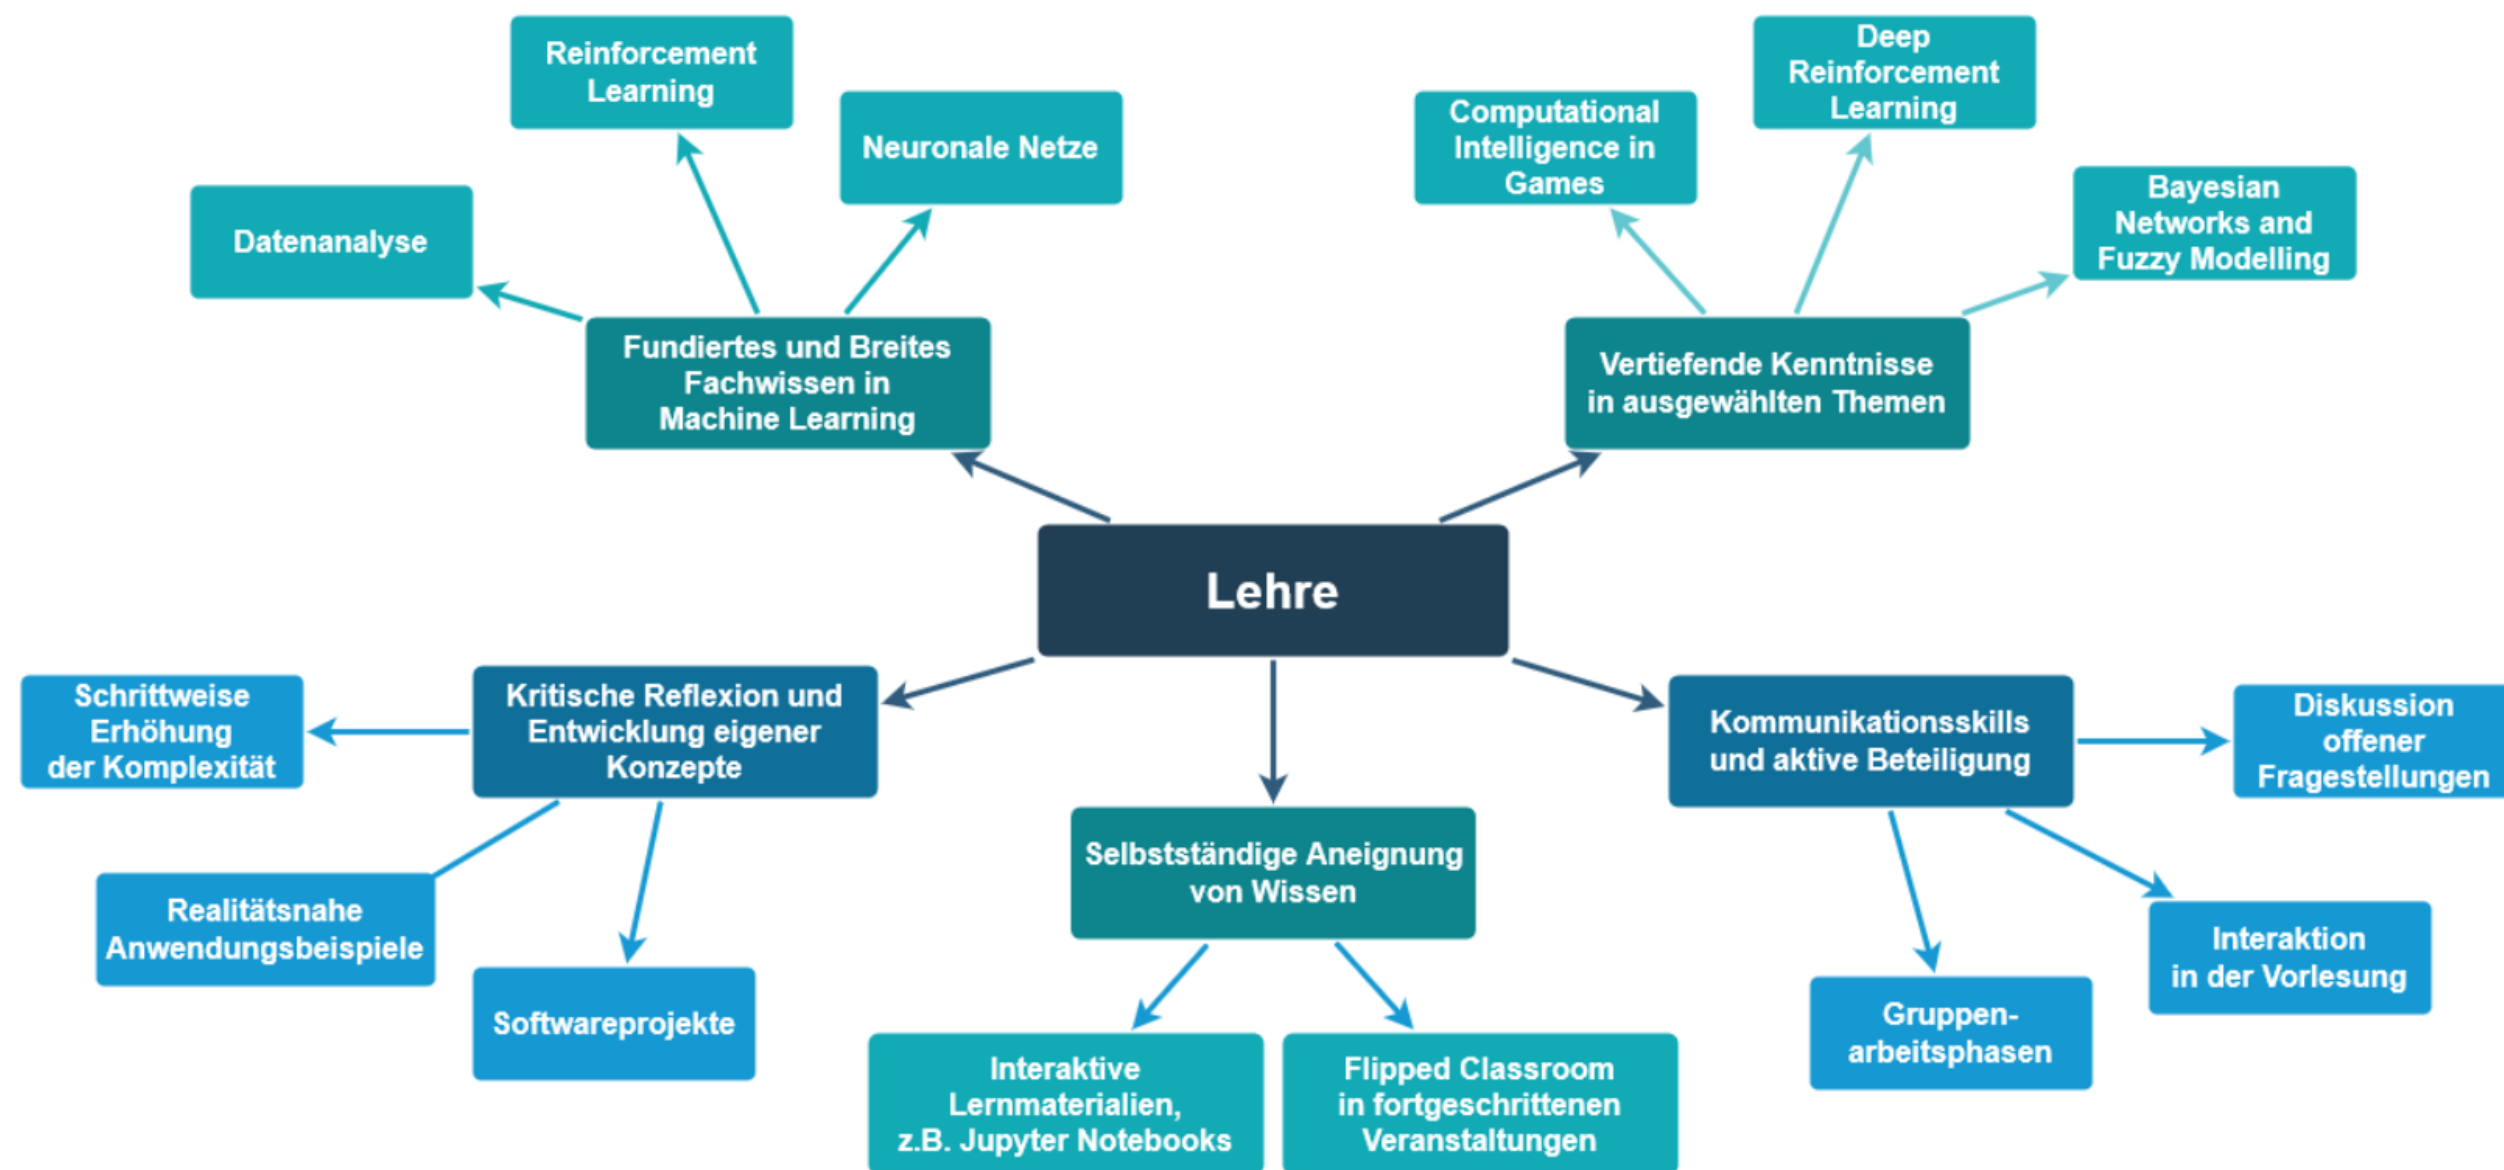 Reinforcement
Learning
Neuronale Netze
Datenanalyse
Fundiertes und Breites
Fachwissen in
Machine Learning
Deep
Reinforcement
Learning
Computational
Intelligence in
Games
Bayesian
Networks and
Fuzzy Modelling
Vertiefende Kenntnisse
in ausgewählten Themen
Lehre
Kritische Reflexion und
Entwicklung eigener
Konzepte
Schrittweise
Erhöhung
der Komplexität
Realitätsnahe
Anwendungsbeispiele
Softwareprojekte
Selbstständige Aneignung
von Wissen
Interaktive
Lernmaterialien,
z.B. Jupyter Notebooks
Flipped Classroom
in fortgeschrittenen
Veranstaltungen
Kommunikationsskills
und aktive Beteiligung
Diskussion
offener
Fragestellungen
Interaktion
in der Vorlesung
Gruppen-
arbeitsphasen